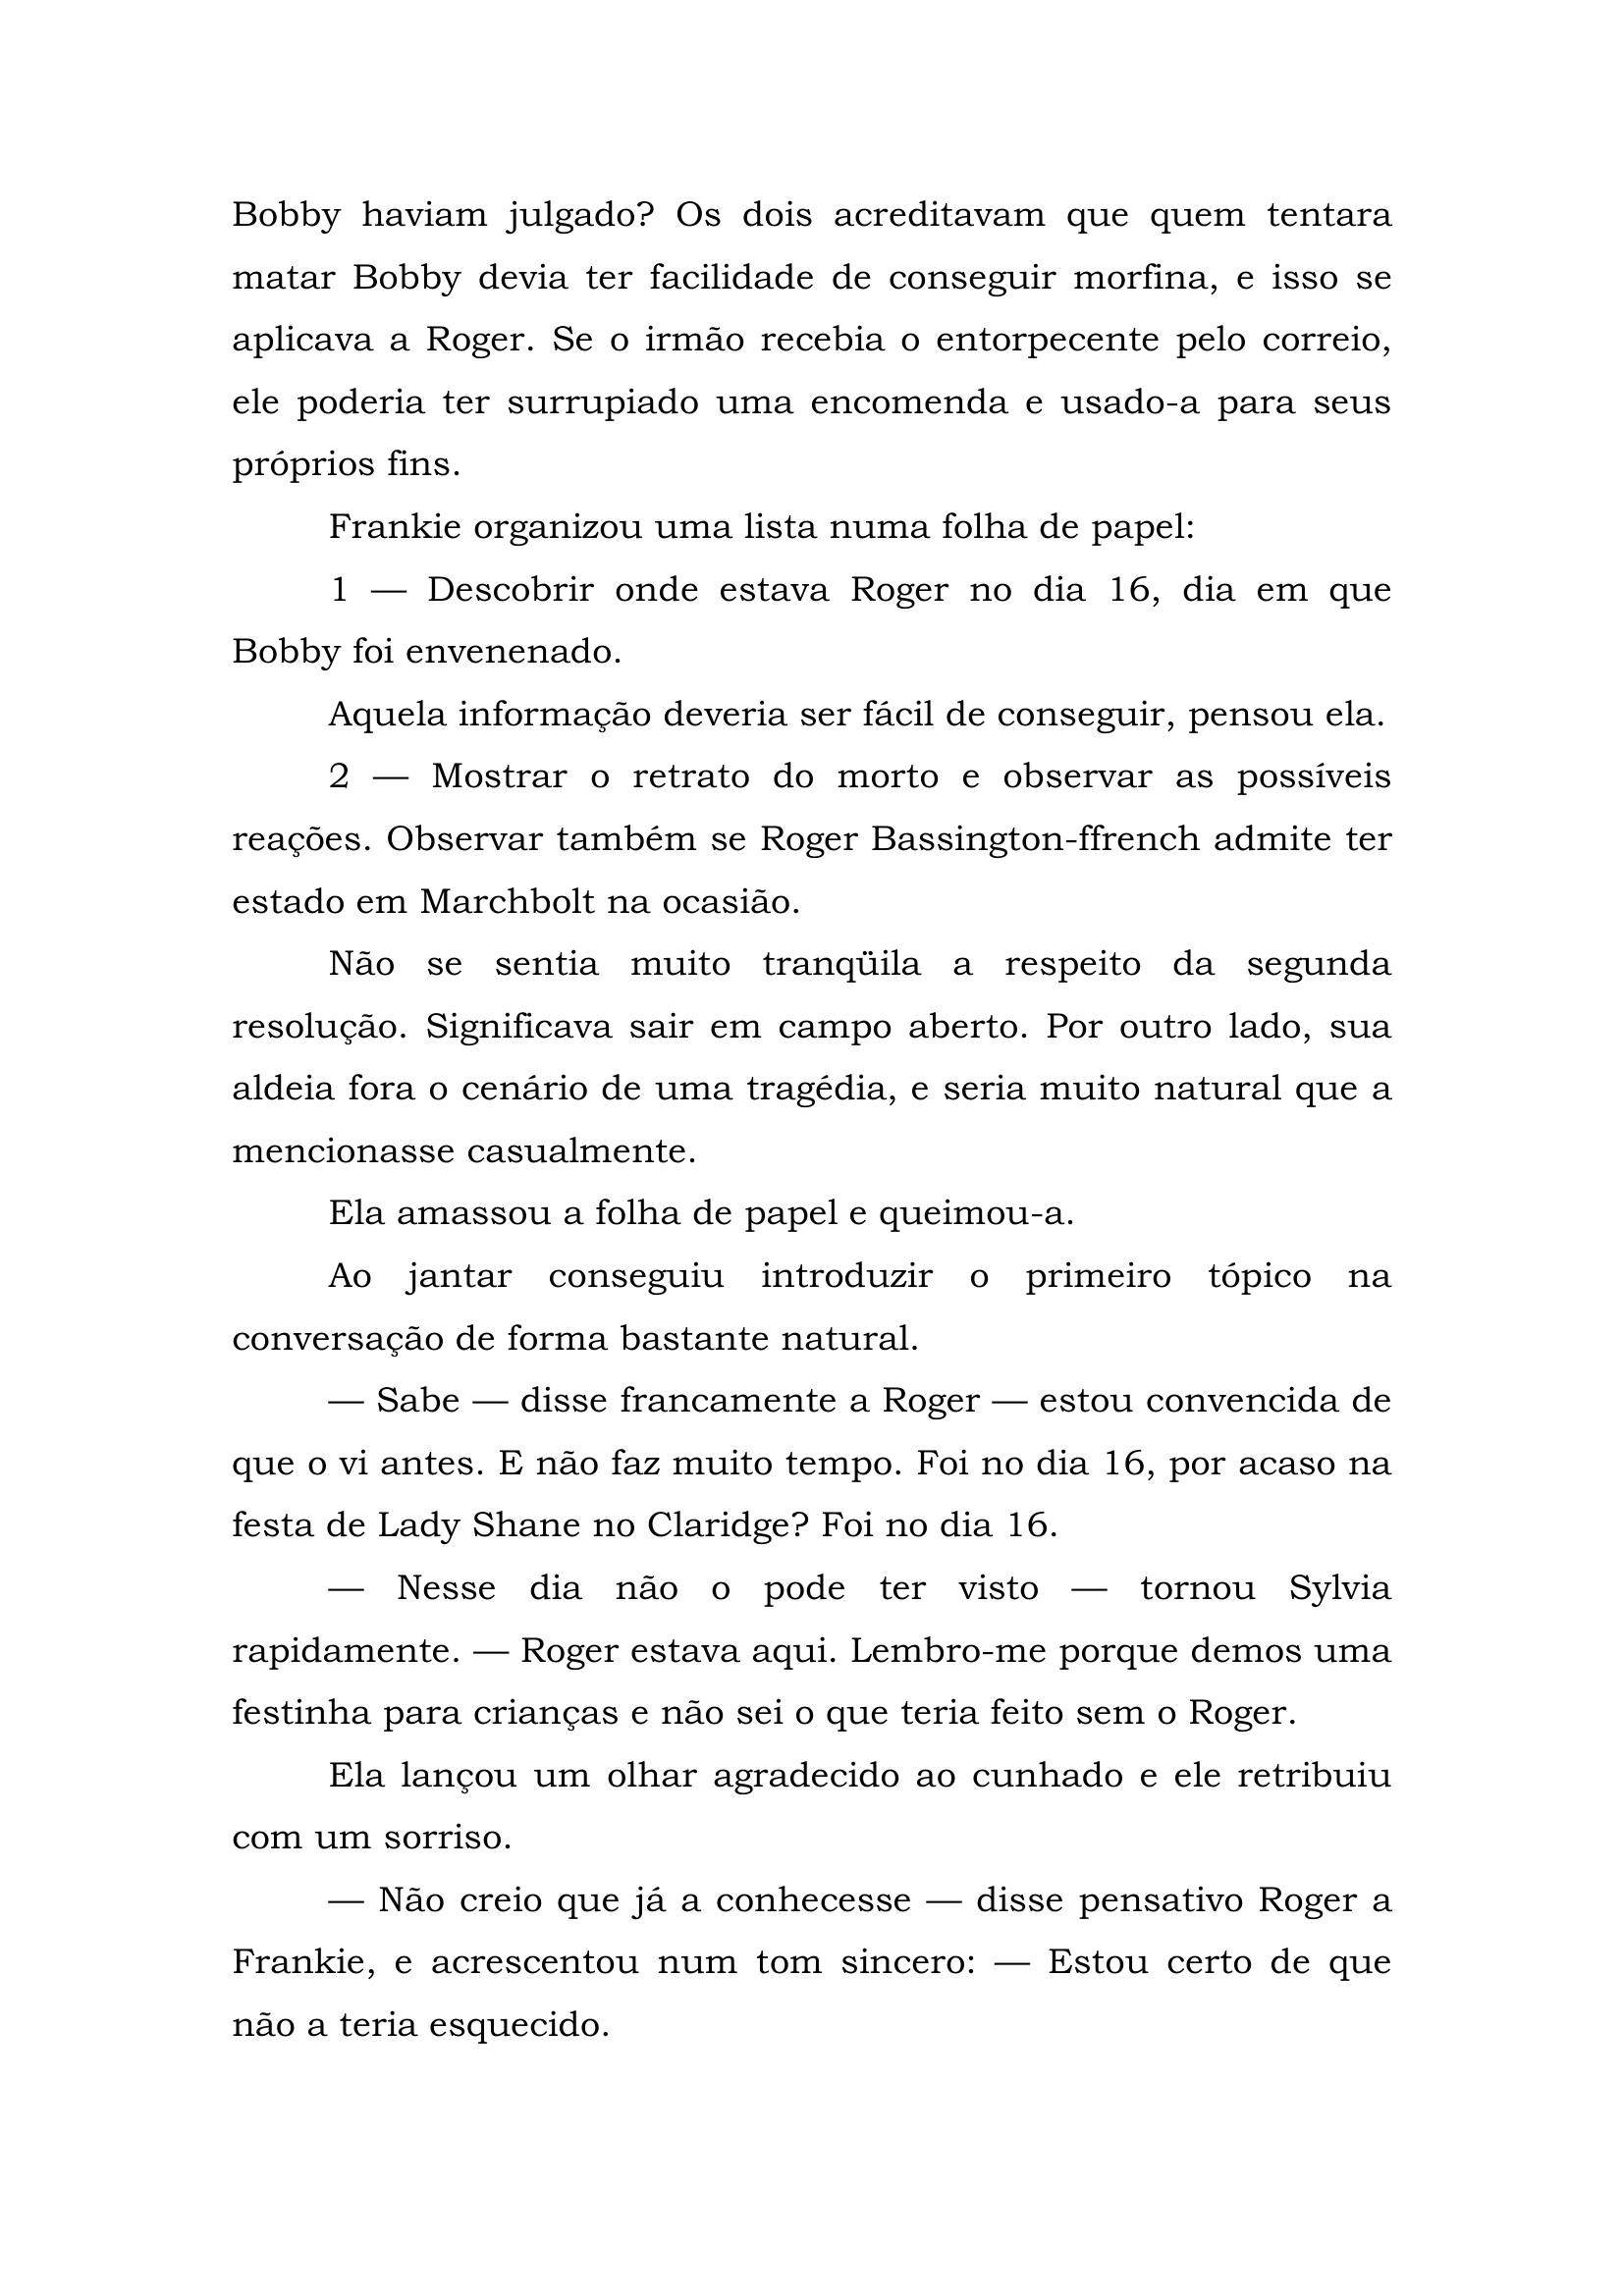 Bobby haviam julgado? Os dois acreditavam que quem tentara
matar Bobby devia ter facilidade de conseguir morfina, e isso se
aplicava a Roger. Se o irmão recebia o entorpecente pelo correio,
ele poderia ter surrupiado uma encomenda e usado-a para seus
próprios fins.
Frankie organizou uma lista numa folha de papel:
1 — Descobrir onde estava Roger no dia 16, dia em que
Bobby foi envenenado.
Aquela informação deveria ser fácil de conseguir, pensou ela.
2 — Mostrar o retrato do morto e observar as possíveis
reações. Observar também se Roger Bassington-ffrench admite ter
estado em Marchbolt na ocasião.
Não se sentia muito tranqüila a respeito da segunda
resolução. Significava sair em campo aberto. Por outro lado, sua
aldeia fora o cenário de uma tragédia, e seria muito natural que a
mencionasse casualmente.
Ela amassou a folha de papel e queimou-a.
Ao jantar conseguiu introduzir o primeiro tópico na
conversação de forma bastante natural.
— Sabe — disse francamente a Roger — estou convencida de
que o vi antes. E não faz muito tempo. Foi no dia 16, por acaso na
festa de Lady Shane no Claridge? Foi no dia 16.
— Nesse dia não o pode ter visto — tornou Sylvia
rapidamente. — Roger estava aqui. Lembro-me porque demos uma
festinha para crianças e não sei o que teria feito sem o Roger.
Ela lançou um olhar agradecido ao cunhado e ele retribuiu
com um sorriso.
— Não creio que já a conhecesse — disse pensativo Roger a
Frankie, e acrescentou num tom sincero: — Estou certo de que
não a teria esquecido.